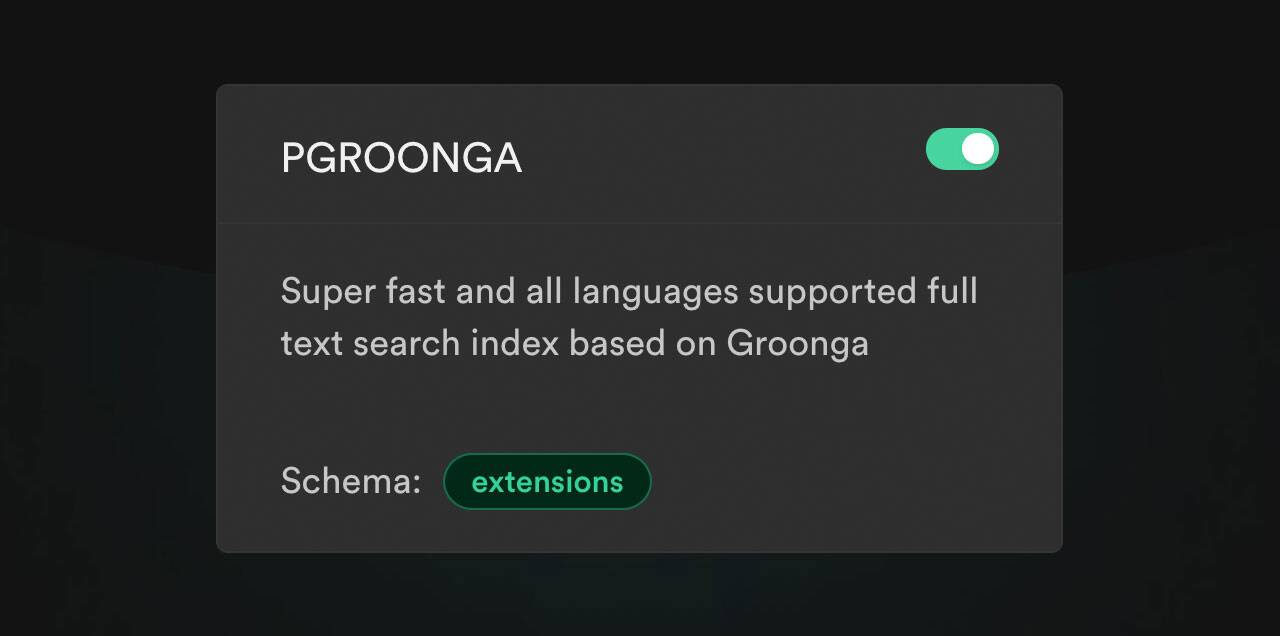 PGROONGA
Super fast and all languages supported full
text search index based on Groonga
Schema: extensions